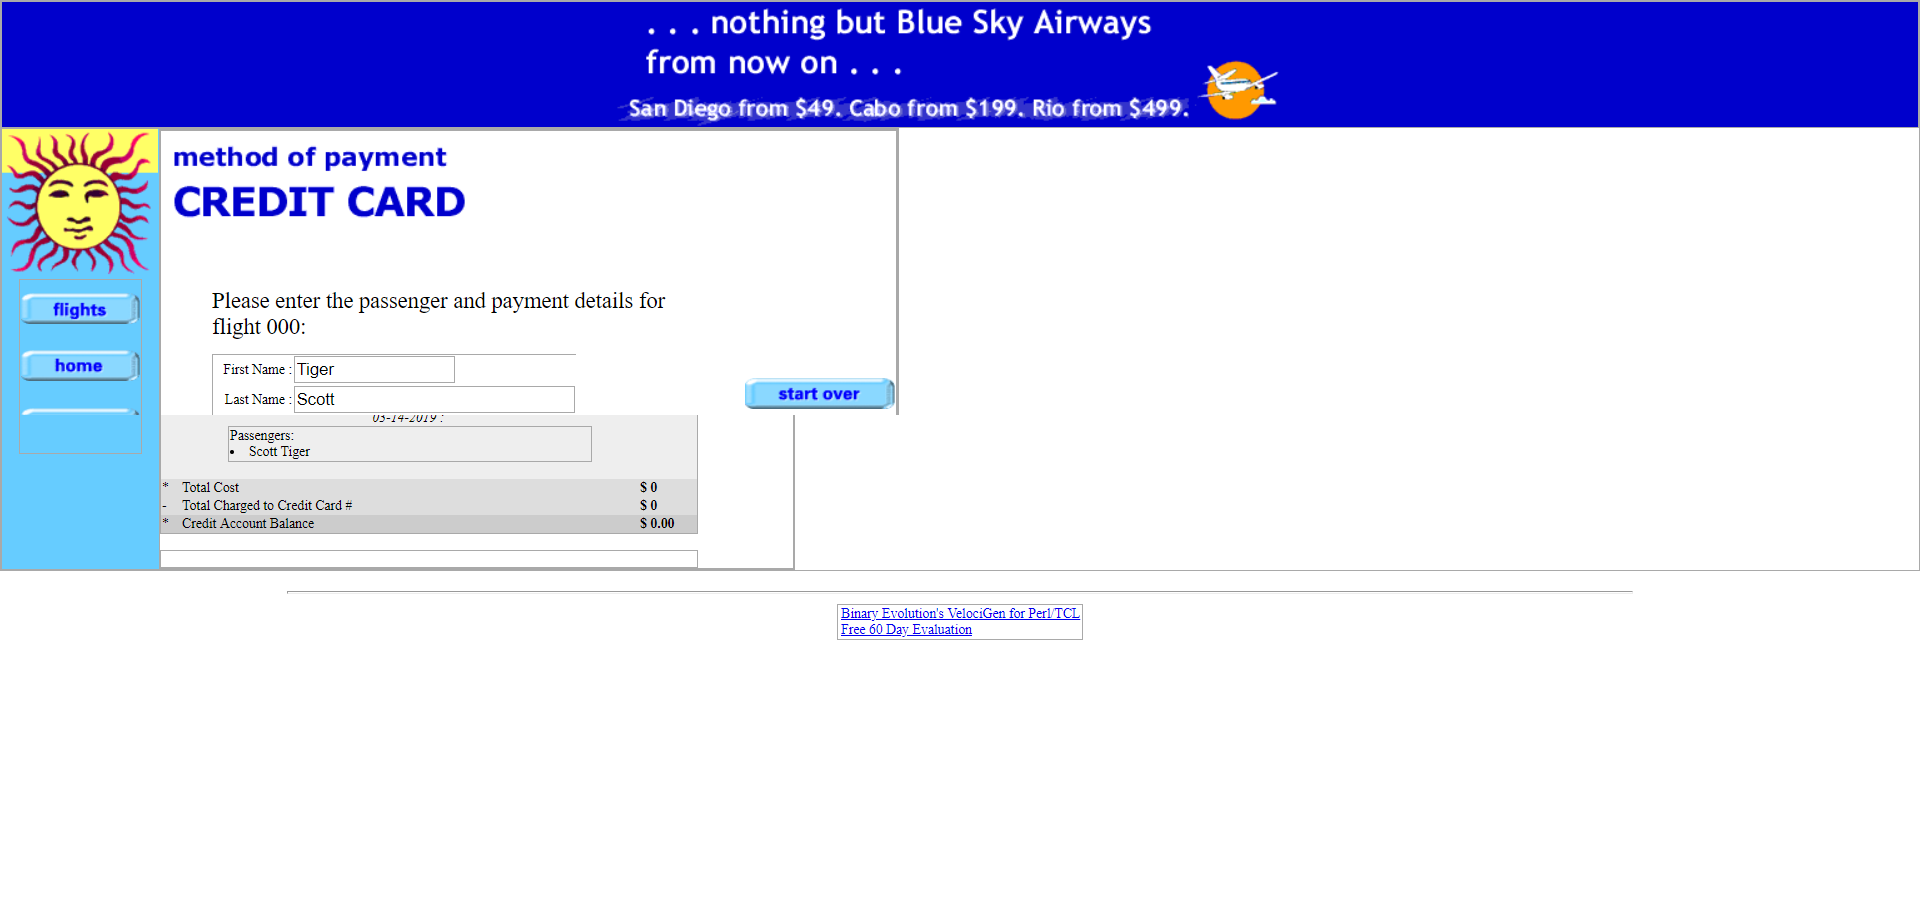 . . . nothing but Blue Sky Airways
from now on . . .
San Diego from $49. Cabo from $199. Rio from $499.
method of payment
CREDIT CARD
flights
home
Please enter the passenger and payment details for
flight 000:
First Name : Tiger
Last Name : Scott
start over
Passengers:
• Scott Tiger
* Total Cost $ 0
- Total Charged to Credit Card # $ 0
* Credit Account Balance $ 0.00
Binary Evolution's VelociGen for Perl/TCL
Free 60 Day Evaluation